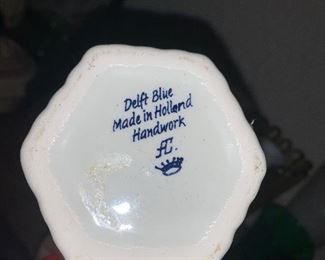 Delft Blue
Made in Holland
Handwork
Æ.